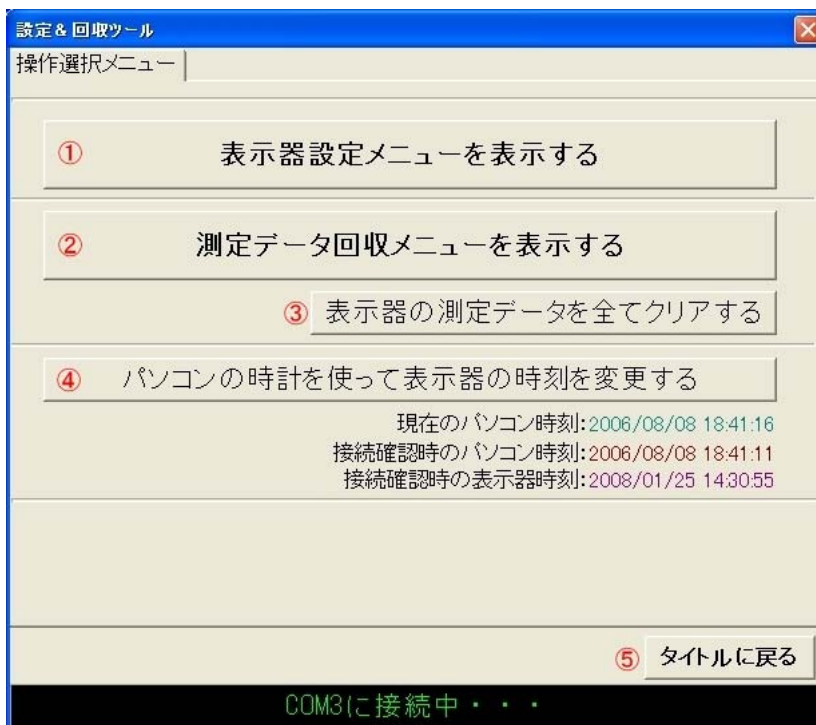 設定&回収ツール
操作選択メニュー
① 表示器設定メニューを表示する
② 測定データ回収メニューを表示する
③ 表示器の測定データを全てクリアする
④ パソコンの時計を使って表示器の時刻を変更する
現在のパソコン時刻:2006/08/08 18:41:16
接続確認時のパソコン時刻:2006/08/08 18:41:11
接続確認時の表示器時刻:2008/01/25 14:30:55
⑤ タイトルに戻る
COM3に接続中・・・